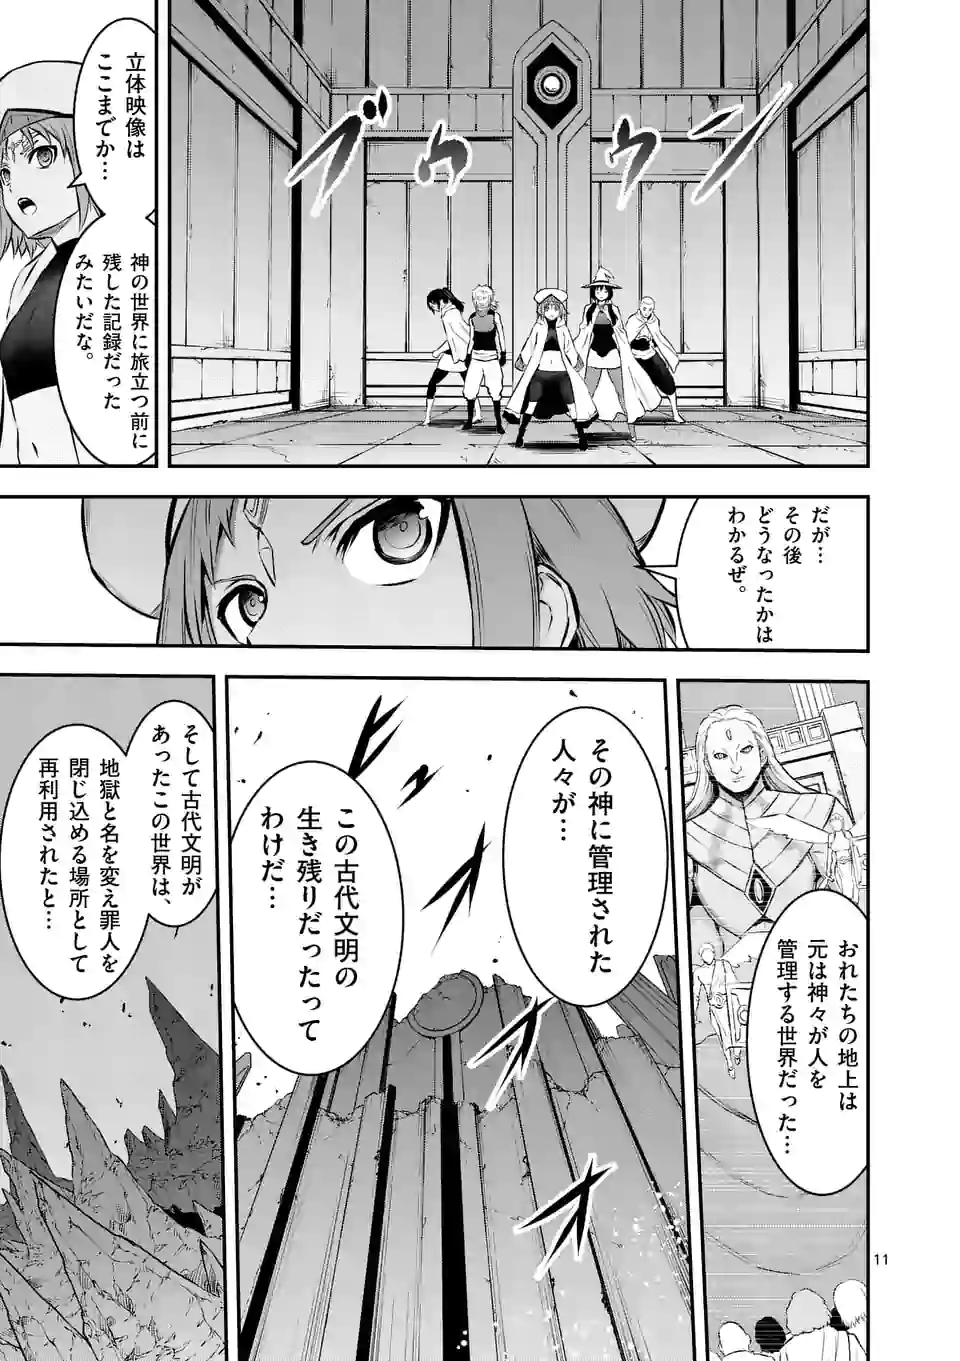 ブゥゥン
立体映像は
ここまでか…
神の世界に旅立つ前に
残した記録だった
みたいだな。
だが…
その後
どうなったかは
わかるぜ。
おれたちの地上は
元は神々が人を
管理する世界だった…
その神に管理された
人々が…
この古代文明の
生き残りだったって
わけだ…
そして古代文明が
あったこの世界は、
地獄と名を変え罪人を
閉じ込める場所として
再利用されたと…
11